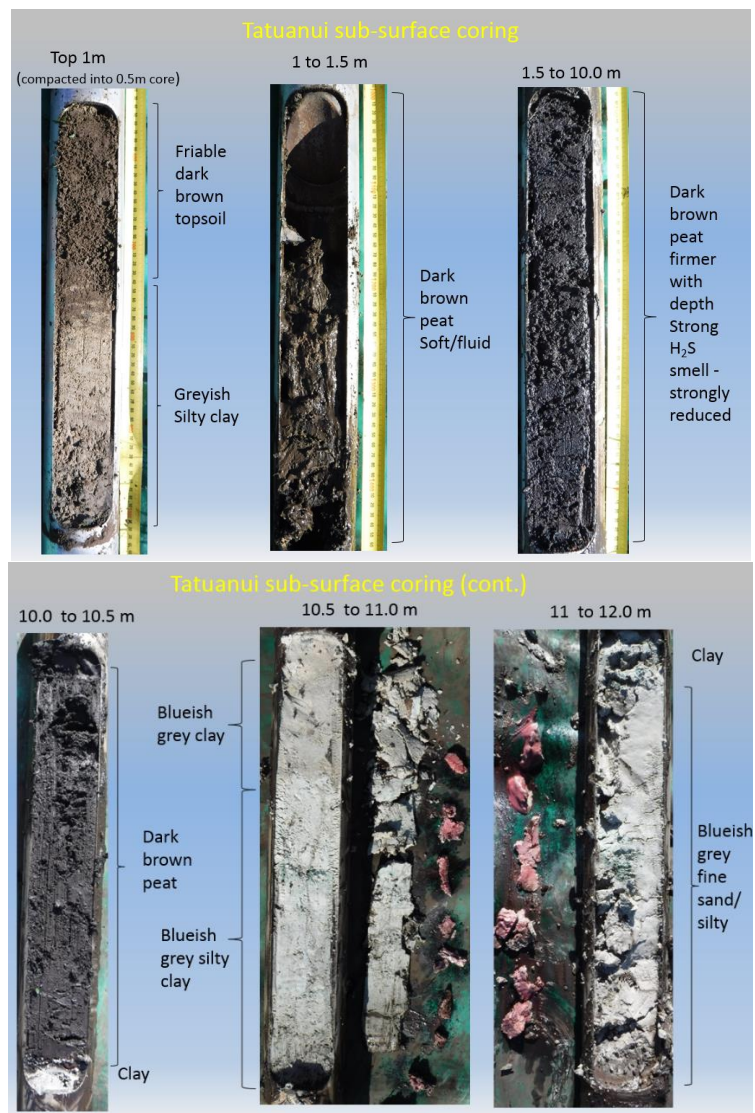 Tatuanui sub-surface coring
Top 1m
(compacted into 0.5m core)
1 to 1.5 m
1.5 to 10.0 m
Friable
dark
brown
topsoil
Greyish
Silty clay
Dark
brown
peat
Soft/fluid
Dark
brown
peat
firmer
with
depth
Strong
H₂S
smell -
strongly
reduced
Tatuanui sub-surface coring (cont.)
10.0 to 10.5 m
10.5 to 11.0 m
11 to 12.0 m
Dark
brown
peat
Clay
Blueish
grey clay
Blueish
grey silty
clay
Clay
Blueish
grey
fine
sand/
silty